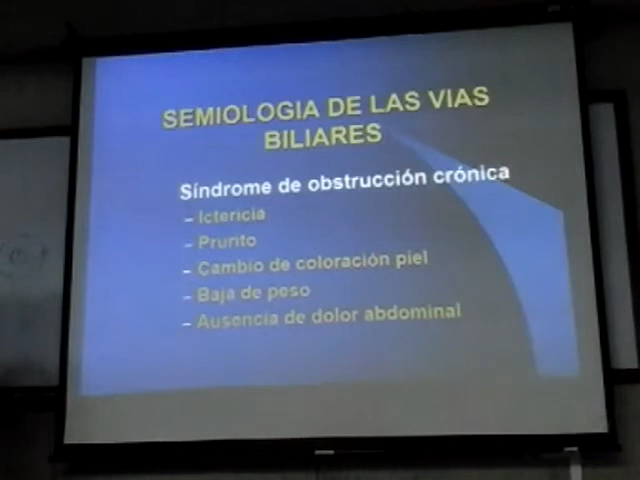 SEMIOLOGIA DE LAS VIAS
BILIARES
Síndrome de obstrucción crónica
– Ictericia
– Prurito
– Cambio de coloración piel
– Baja de peso
– Ausencia de dolor abdominal